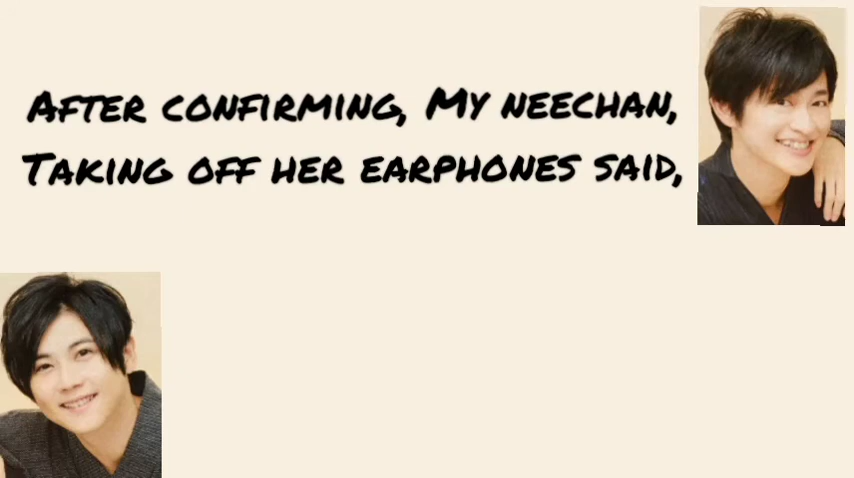 After confirming, My neechan,
Taking off her earphones said,